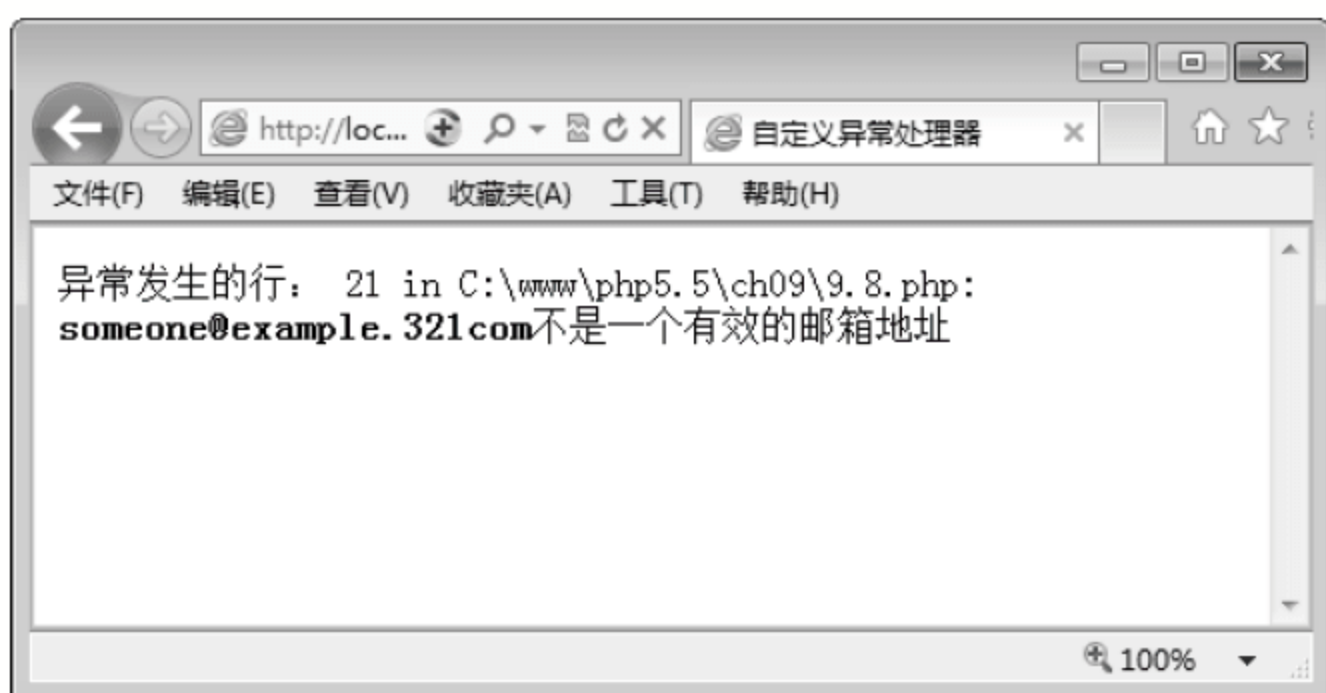 http://loc...
自定义异常处理器
文件(F) 编辑(E) 查看(V) 收藏夹(A) 工具(T) 帮助(H)
异常发生的行： 21 in C:\www\php5.5\ch09\9.8.php:
someone@example.321com不是一个有效的邮箱地址
100%